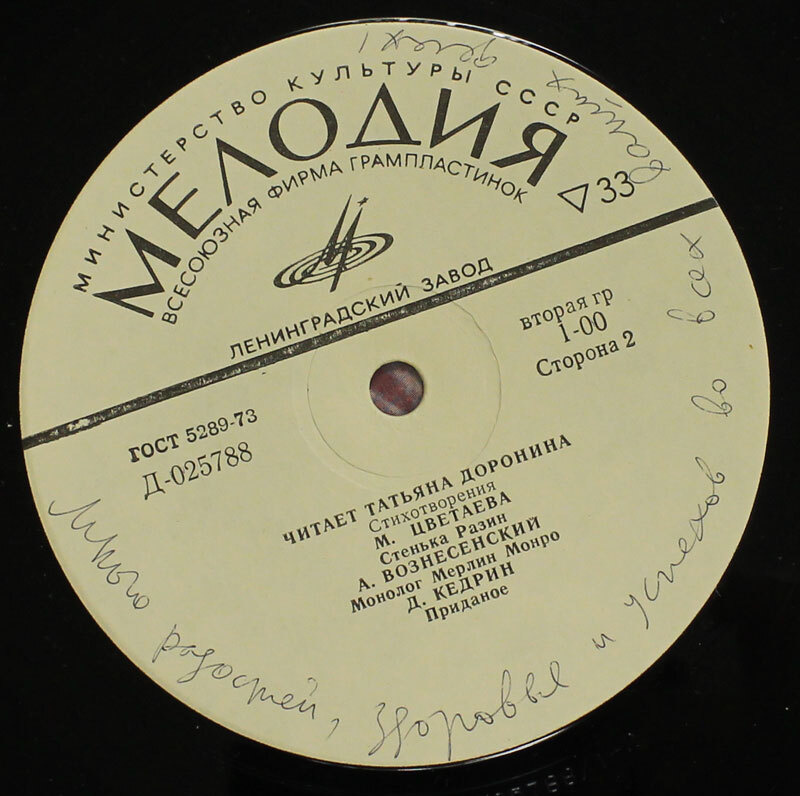 МИНИСТЕРСТВО КУЛЬТУРЫ СССР
МЕЛОДИЯ
ВСЕСОЮЗНАЯ ФИРМА ГРАМПЛАСТИНОК
▷ 33
ЛЕНИНГРАДСКИЙ ЗАВОД
вторая гр
1-00
Сторона 2
ГОСТ 5289-73
Д-025788
ЧИТАЕТ ТАТЬЯНА ДОРОНИНА
Стихотворения
М. ЦВЕТАЕВА
Стенька Разин
А. ВОЗНЕСЕНСКИЙ
Монолог Мерлин Монро
Д. КЕДРИН
Приданое
Много радостей, здоровья и успехов во всех
делах!